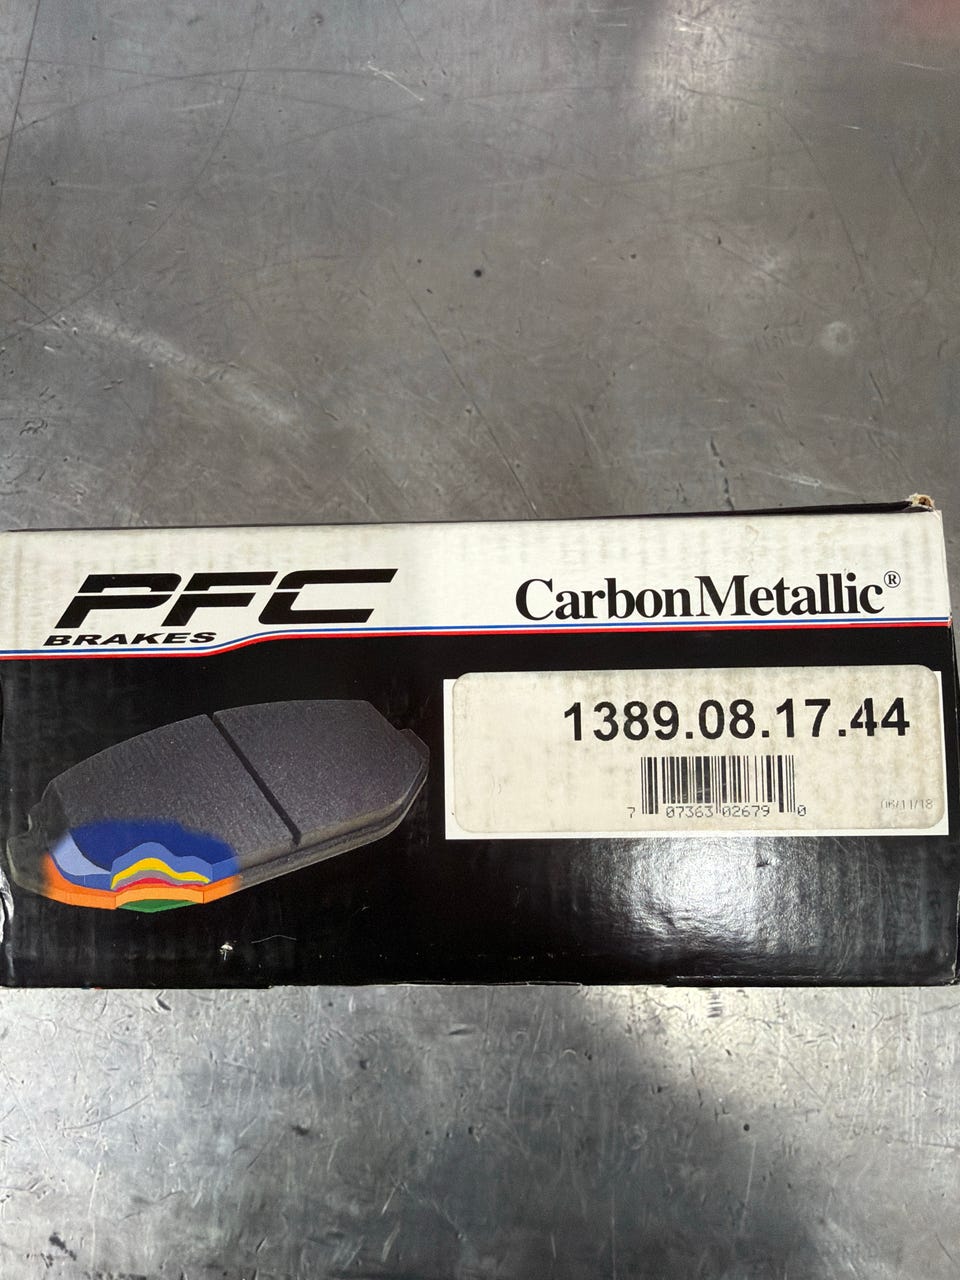 PFC
BRAKES
CarbonMetallic®
1389.08.17.44
7 07363 02679 0
06/11/18